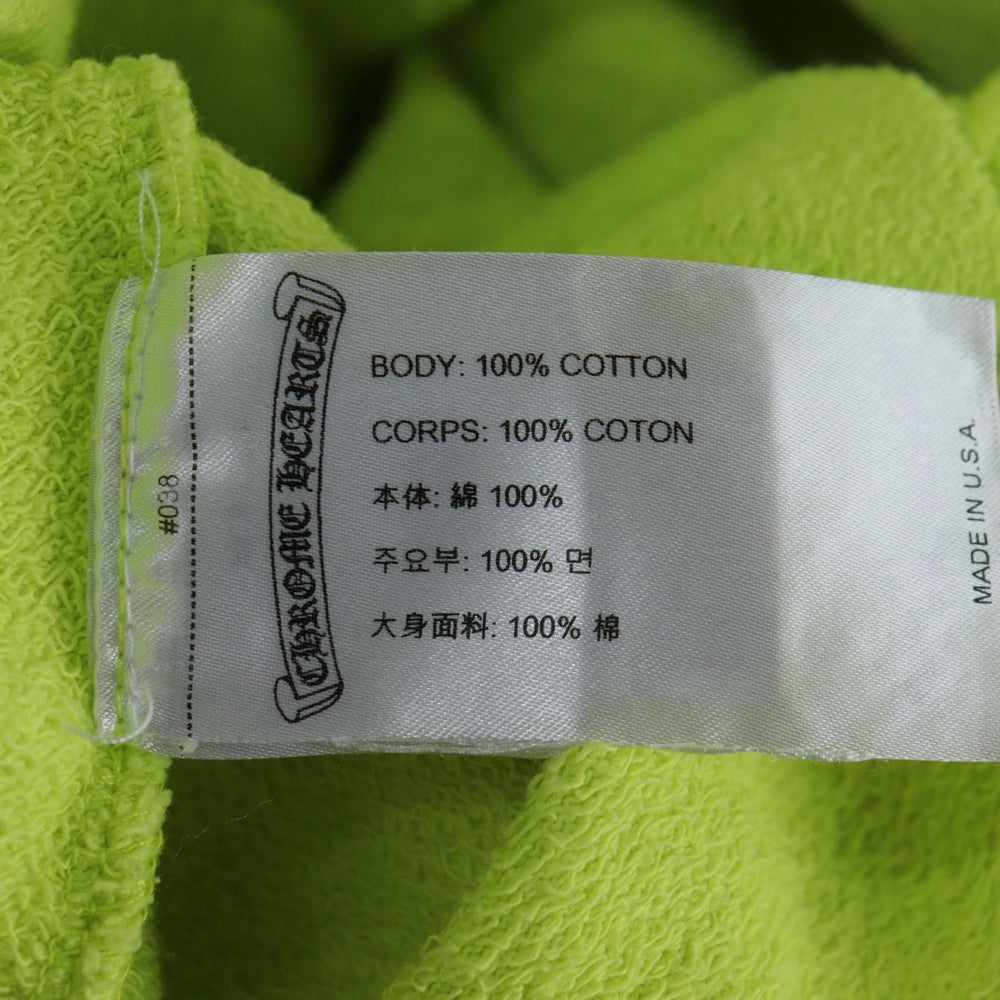 #038
CHROME HEARTS
BODY: 100% COTTON
CORPS: 100% COTON
本体: 綿 100%
주요부: 100% 면
大身面料: 100% 棉
MADE IN U.S.A.